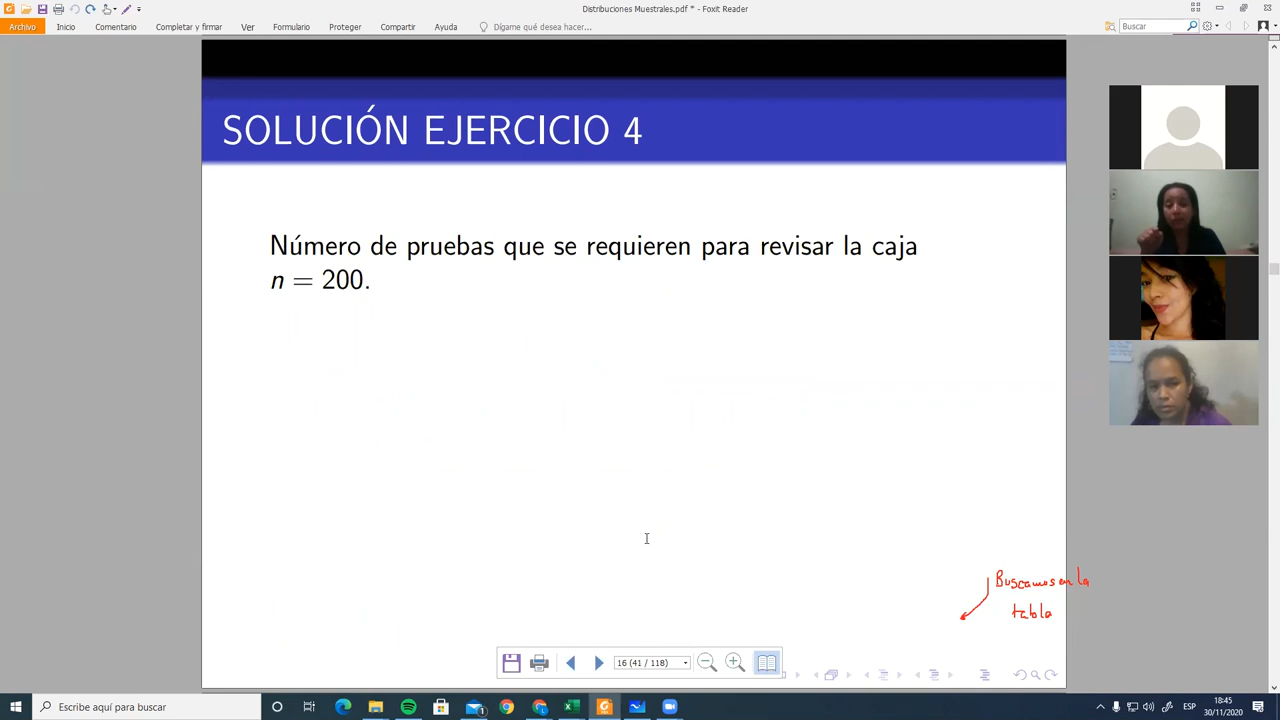 Distribuciones Muestrales.pdf * - Foxit Reader
Archivo Inicio Comentario Completar y firmar Ver Formulario Proteger Compartir Ayuda Dígame qué desea hacer... Buscar
SOLUCIÓN EJERCICIO 4
Número de pruebas que se requieren para revisar la caja
n = 200.
Buscamos en la
tabla
16 (41 / 118)
Escribe aquí para buscar
ESP
18:45
30/11/2020